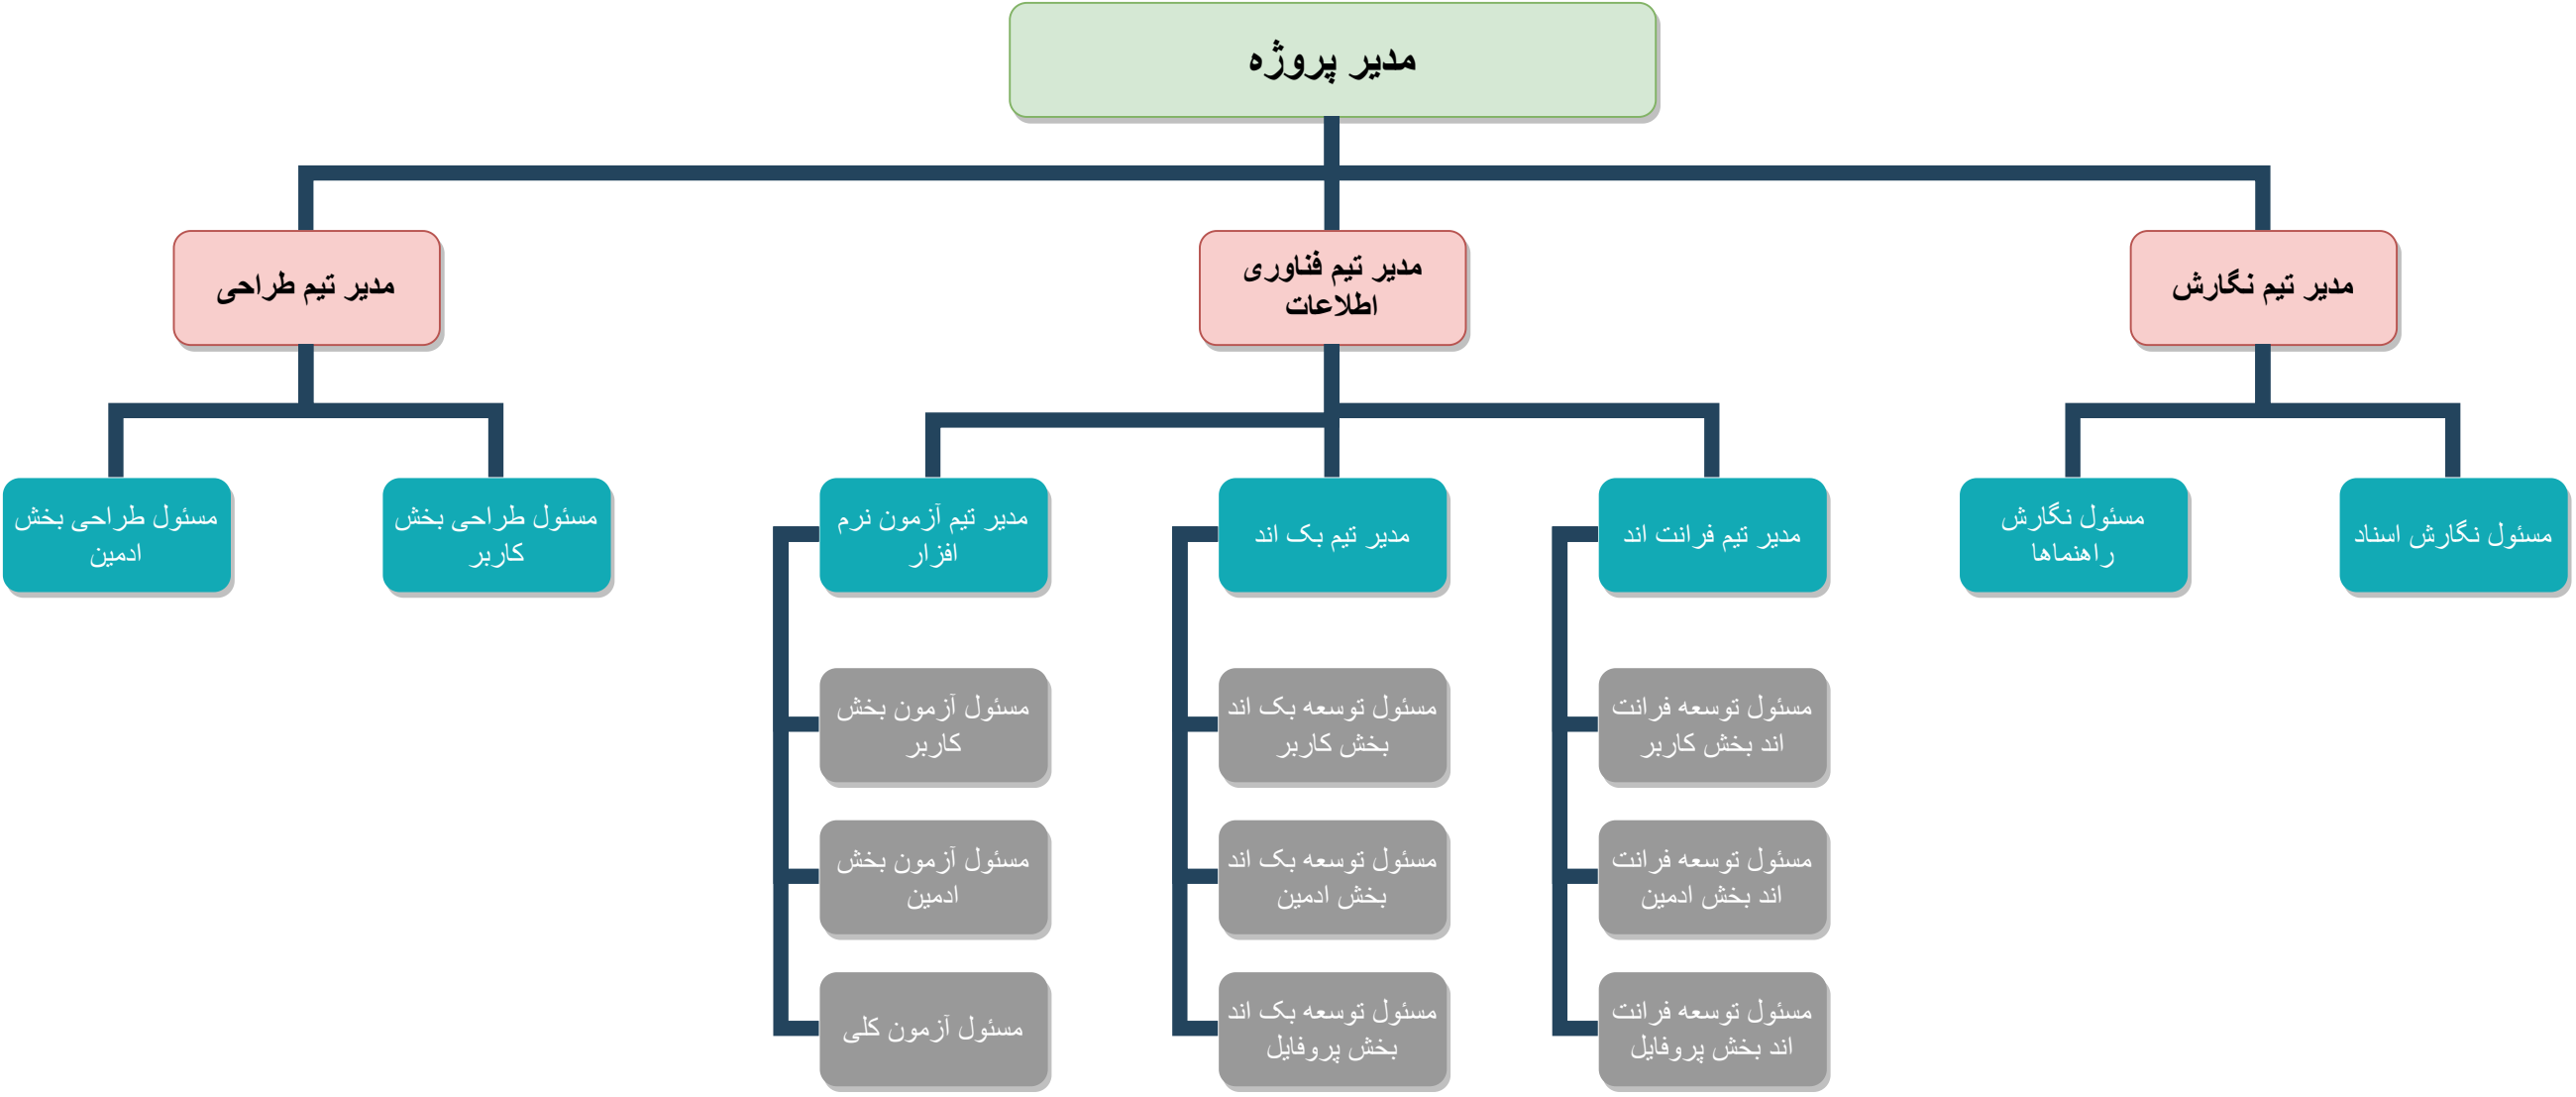 مدیر پروژه
مدیر تیم نگارش
مدیر تیم فناوری
اطلاعات
مدیر تیم طراحی
مسئول نگارش اسناد
مسئول نگارش
راهنماها
مدیر تیم فرانت اند
مدیر تیم بک اند
مدیر تیم آزمون نرم
افزار
مسئول طراحی بخش
کاربر
مسئول طراحی بخش
ادمین
مسئول توسعه فرانت
اند بخش کاربر
مسئول توسعه بک اند
بخش کاربر
مسئول آزمون بخش
کاربر
مسئول توسعه فرانت
اند بخش ادمین
مسئول توسعه بک اند
بخش ادمین
مسئول آزمون بخش
ادمین
مسئول توسعه فرانت
اند بخش پروفایل
مسئول توسعه بک اند
بخش پروفایل
مسئول آزمون کلی